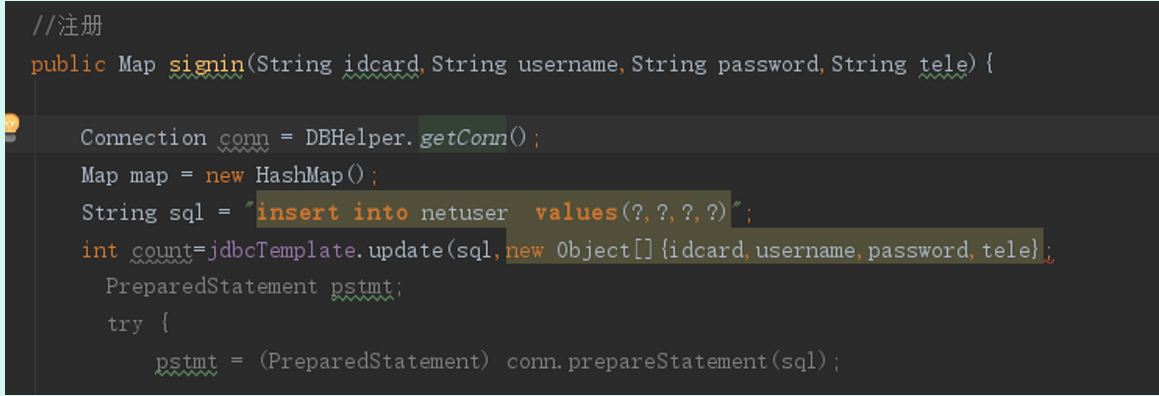 //注册
public Map signin(String idcard,String username,String password,String tele){
Connection conn = DBHelper.getConn();
Map map = new HashMap();
String sql = "insert into netuser  values(?,?,?,?)";
int count=jdbcTemplate.update(sql,new Object[]{idcard,username,password,tele};
PreparedStatement pstmt;
try {
pstmt = (PreparedStatement) conn.prepareStatement(sql);